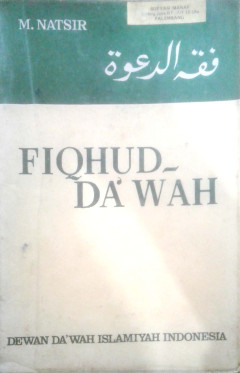 M. NATSIR
فقه الدعوة
FIQHUD-
DA'WAH
DEWAN DA'WAH ISLAMIYAH INDONESIA